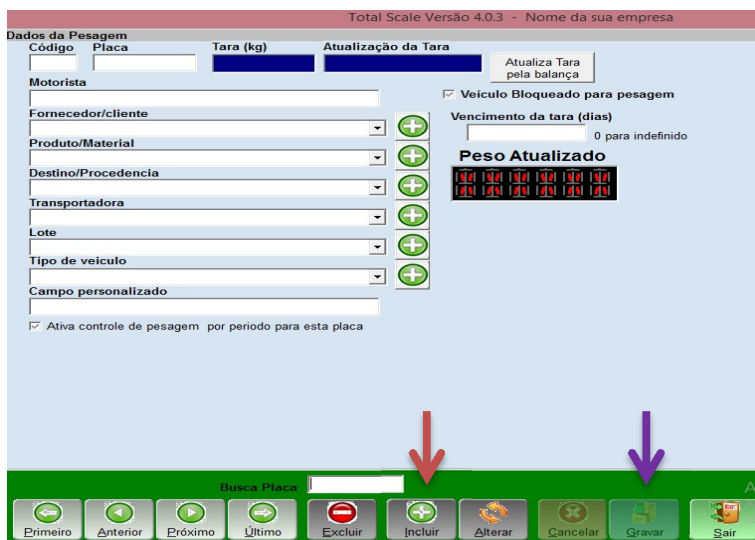 Total Scale Versão 4.0.3 - Nome da sua empresa
Dados da Pesagem
Código Placa Tara (kg) Atualização da Tara
Atualiza Tara
pela balança
Motorista
Veículo Bloqueado para pesagem
Fornecedor/cliente
Vencimento da tara (dias)
0 para indefinido
Produto/Material
Peso Atualizado
Destino/Procedencia
Transportadora
Lote
Tipo de veiculo
Campo personalizado
Ativa controle de pesagem por periodo para esta placa
Busca Placa
Primeiro Anterior Próximo Último Excluir Incluir Alterar Cancelar Gravar Sair